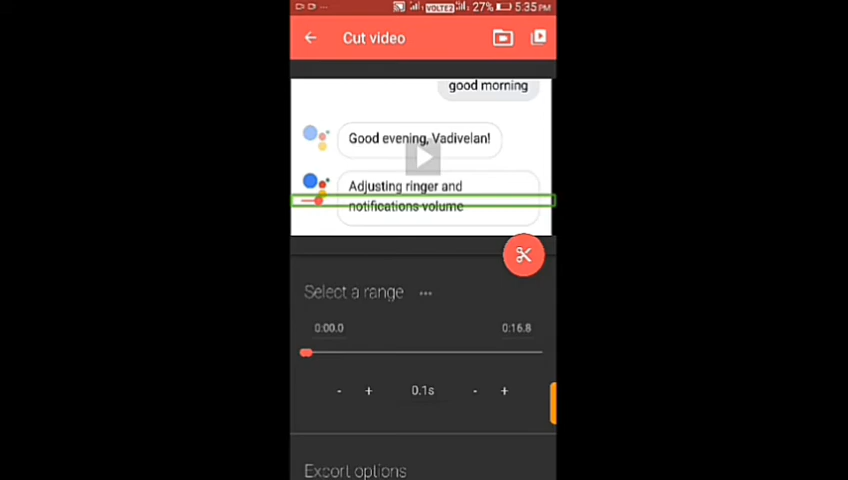 VOLTE2 27% 5:35 PM
Cut video
good morning
Good evening, Vadivelan!
Adjusting ringer and
notifications volume
Select a range ...
0:00.0 0:16.8
- + 0.1s - +
Export options